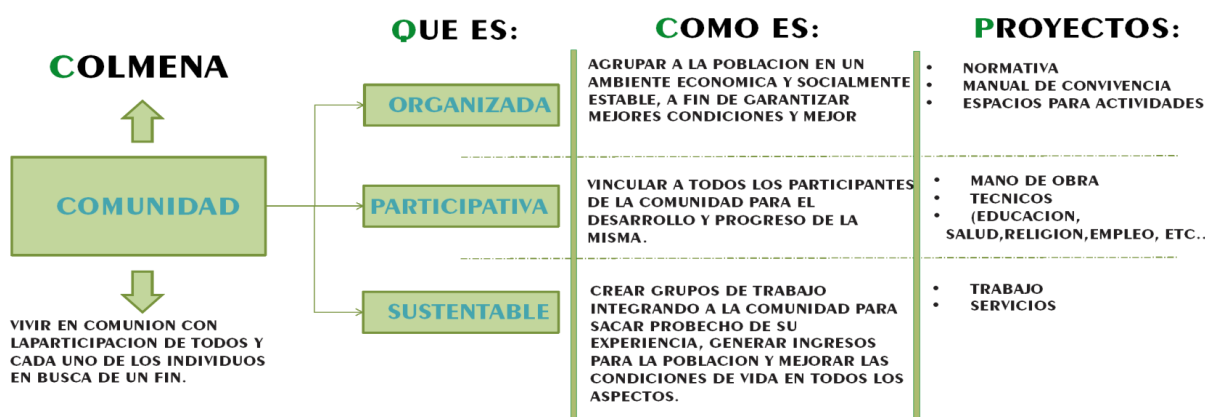 COLMENA
COMUNIDAD
VIVIR EN COMUNION CON
LAPARTICIPACION DE TODOS Y
CADA UNO DE LOS INDIVIDUOS
EN BUSCA DE UN FIN.
QUE ES:
ORGANIZADA
PARTICIPATIVA
SUSTENTABLE
COMO ES:
AGRUPAR A LA POBLACION EN UN
AMBIENTE ECONOMICA Y SOCIALMENTE
ESTABLE, A FIN DE GARANTIZAR
MEJORES CONDICIONES Y MEJOR
VINCULAR A TODOS LOS PARTICIPANTES
DE LA COMUNIDAD PARA EL
DESARROLLO Y PROGRESO DE LA
MISMA.
CREAR GRUPOS DE TRABAJO
INTEGRANDO A LA COMUNIDAD PARA
SACAR PROBECHO DE SU
EXPERIENCIA, GENERAR INGRESOS
PARA LA POBLACION Y MEJORAR LAS
CONDICIONES DE VIDA EN TODOS LOS
ASPECTOS.
PROYECTOS:
• NORMATIVA
• MANUAL DE CONVIVENCIA
• ESPACIOS PARA ACTIVIDADES
• MANO DE OBRA
• TECNICOS
• (EDUCACION,
SALUD,RELIGION,EMPLEO, ETC..
• TRABAJO
• SERVICIOS